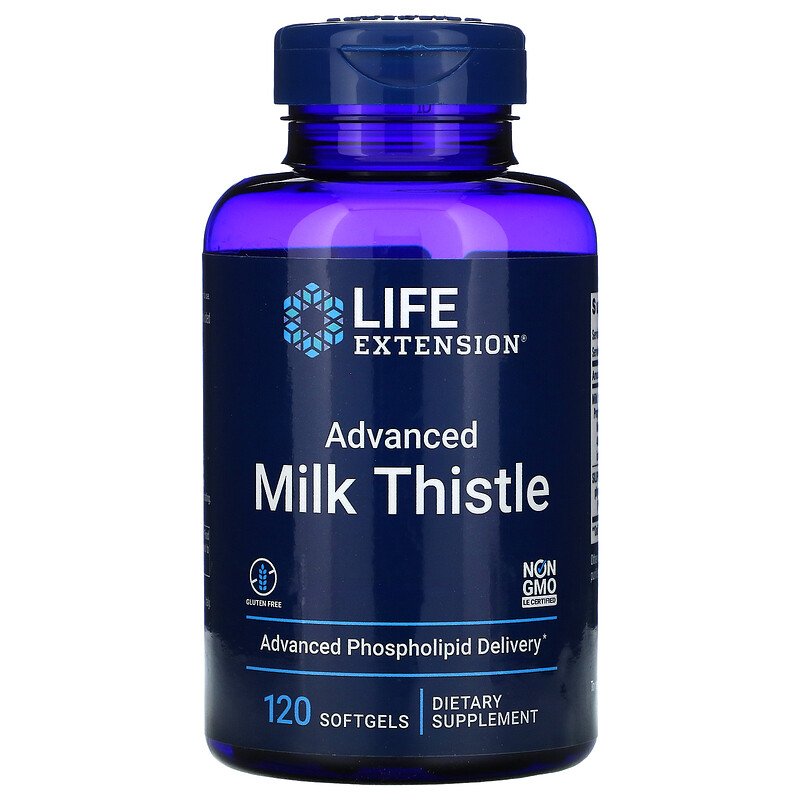 LIFE
EXTENSION®
Advanced
Milk Thistle
GLUTEN FREE
NON
GMO
LE CERTIFIED
Advanced Phospholipid Delivery*
120 SOFTGELS
DIETARY
SUPPLEMENT